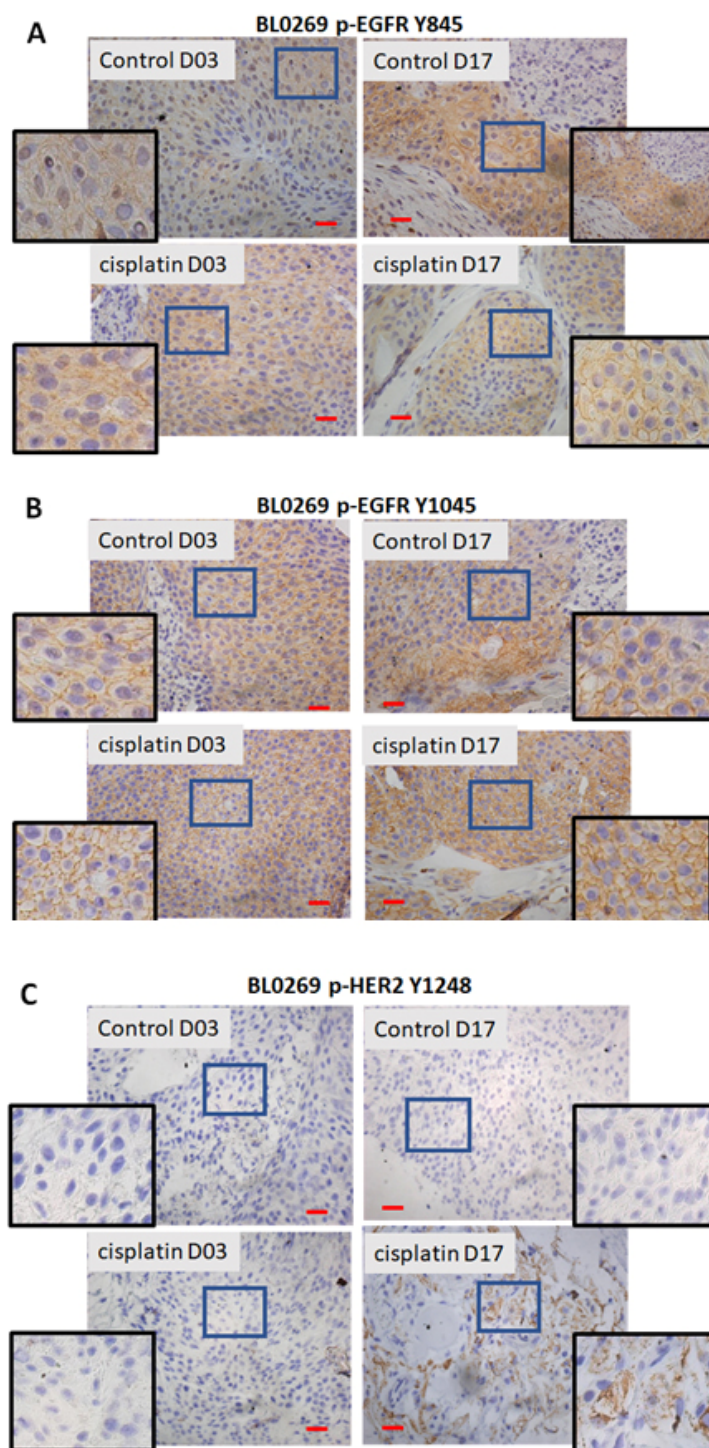 A
BL0269 p-EGFR Y845
Control D03
Control D17
cisplatin D03
cisplatin D17
B
BL0269 p-EGFR Y1045
Control D03
Control D17
cisplatin D03
cisplatin D17
C
BL0269 p-HER2 Y1248
Control D03
Control D17
cisplatin D03
cisplatin D17